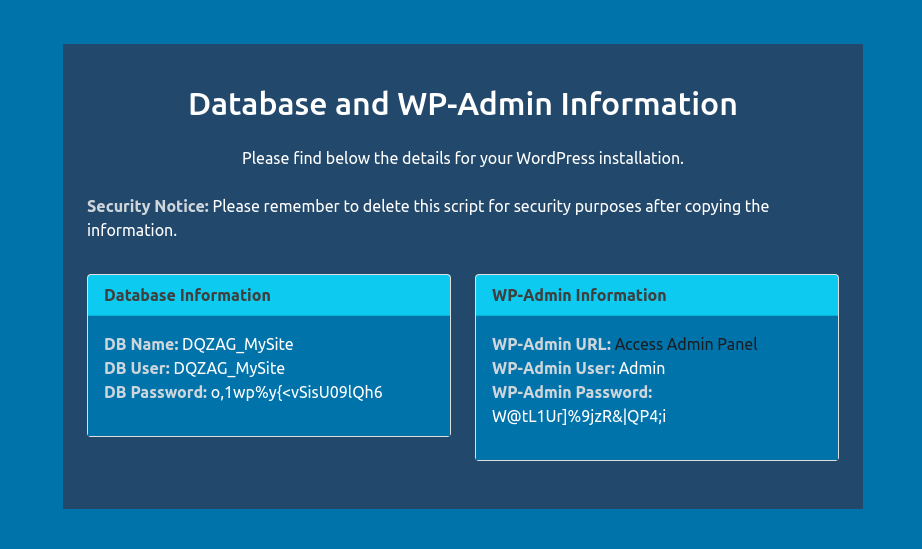 Database and WP-Admin Information
Please find below the details for your WordPress installation.
Security Notice: Please remember to delete this script for security purposes after copying the
information.
Database Information
DB Name: DQZAG_MySite
DB User: DQZAG_MySite
DB Password: o,1wp%y{<vSisU09lQh6
WP-Admin Information
WP-Admin URL: Access Admin Panel
WP-Admin User: Admin
WP-Admin Password:
W@tL1Ur]%9jzR&|QP4;i